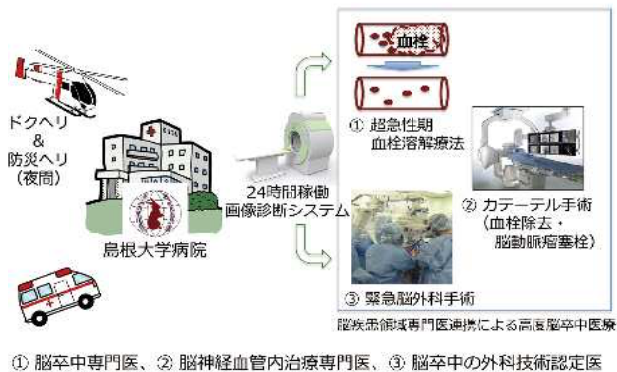 ドクヘリ
&
防災ヘリ
（夜間）
島根大学病院
24時間稼働
画像診断システム
血栓
① 超急性期
血栓溶解療法
② カテーテル手術
（血栓除去・
脳動脈瘤塞栓）
③ 緊急脳外科手術
脳疾患領域専門医連携による高度脳卒中医療
① 脳卒中専門医、② 脳神経血管内治療専門医、③ 脳卒中の外科技術認定医